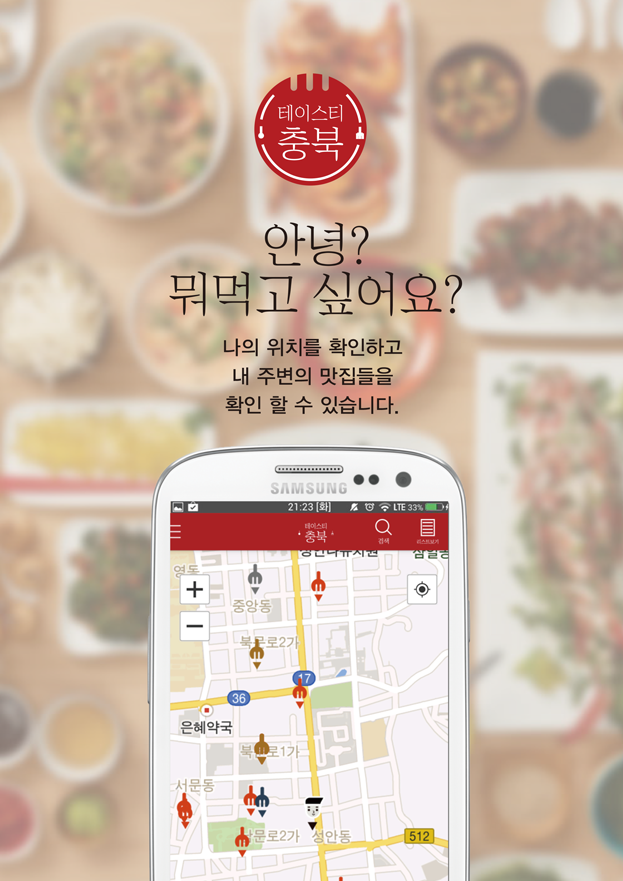 테이스티
충북
안녕?
뭐먹고 싶어요?
나의 위치를 확인하고
내 주변의 맛집들을
확인 할 수 있습니다.
SAMSUNG
21:23 [화] LTE 33%
테이스티
충북
검색
리스트보기
영동
중앙동
북문로2가
17
36
은혜약국
북문로1가
서문동
남문로2가 성안동
512